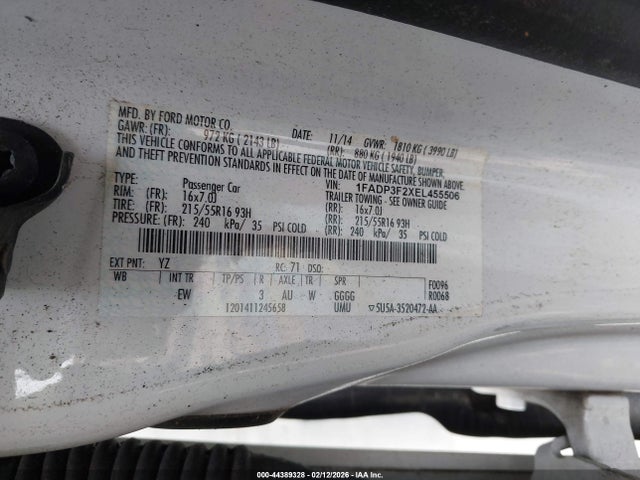 MFD. BY FORD MOTOR CO.
DATE: 11/14 GVWR: 1810 KG ( 3990 LB)
GAWR: (FR): 972 KG ( 2143 LB) (RR): 880 KG ( 1940 LB)
THIS VEHICLE CONFORMS TO ALL APPLICABLE FEDERAL MOTOR VEHICLE SAFETY, BUMPER,
AND THEFT PREVENTION STANDARDS IN EFFECT ON THE DATE OF MANUFACTURE SHOWN ABOVE.
VIN: 1FADP3F2XEL455506
TYPE: Passenger Car TRAILER TOWING - SEE OWNER GUIDE
RIM: (FR): 16x7.0J (RR): 16x7.0J
TIRES: (FR): 215/55R16 93H (RR): 215/55R16 93H
PRESSURE: (FR): 240 kPa/ 35 PSI COLD (RR): 240 kPa/ 35 PSI COLD
EXT PNT: YZ RC: 71 DSO: F0096
WB INT TR TP/PS R AXLE TR SPR R0068
EW 3 AU W GGGG
1201411245658 UMU ▽5U5A-3520472-AA
000-44389328 - 02/12/2026 - IAA, Inc.